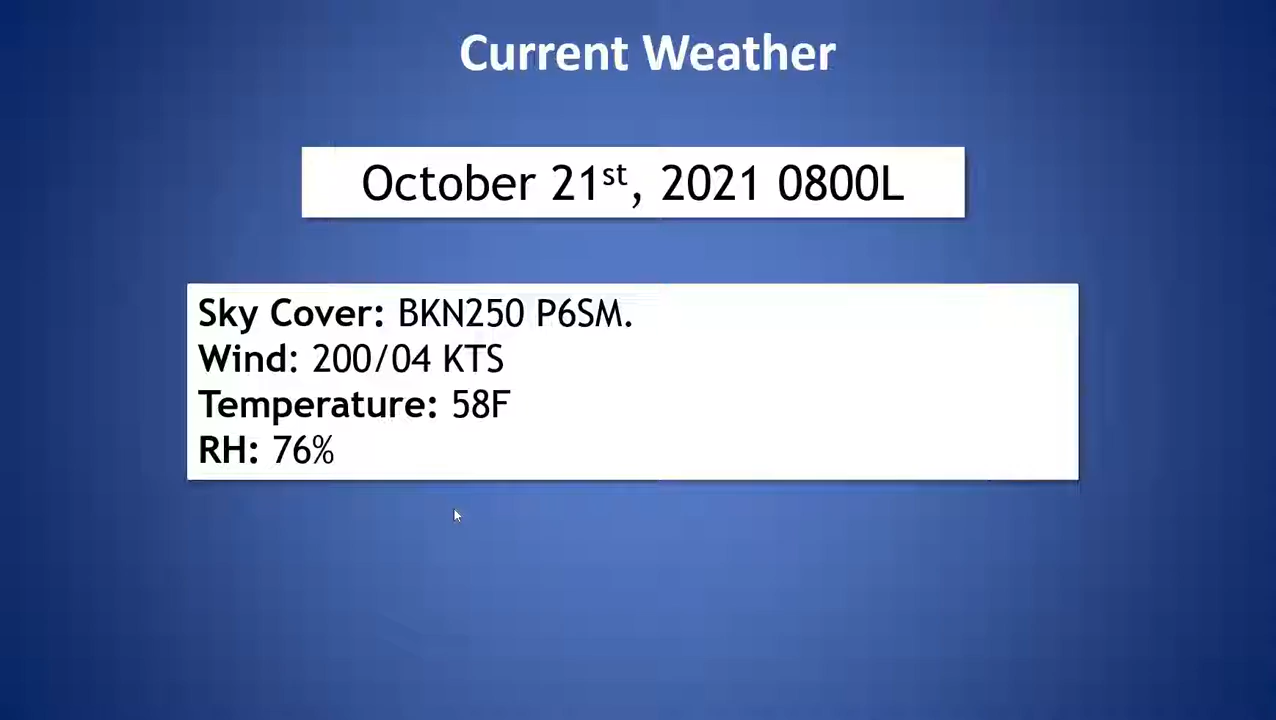 Current Weather
October 21st, 2021 0800L
Sky Cover: BKN250 P6SM.
Wind: 200/04 KTS
Temperature: 58F
RH: 76%